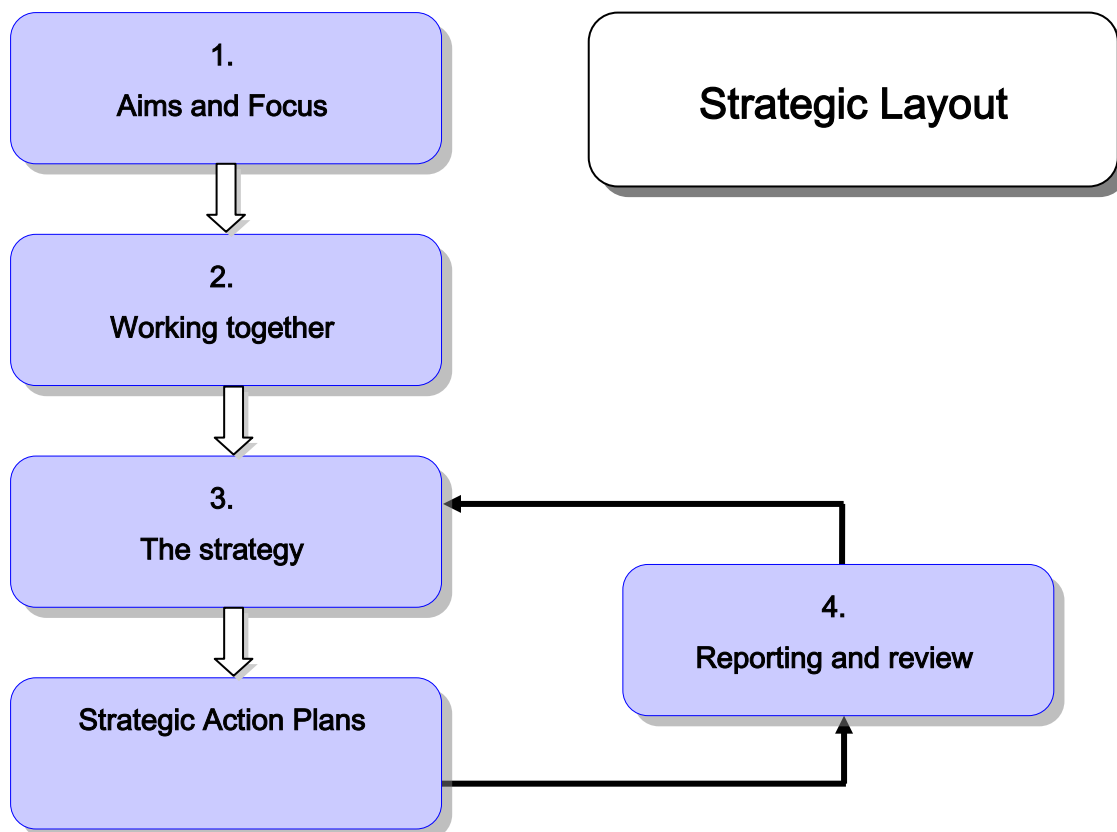 1.
Aims and Focus
Strategic Layout
2.
Working together
3.
The strategy
4.
Reporting and review
Strategic Action Plans